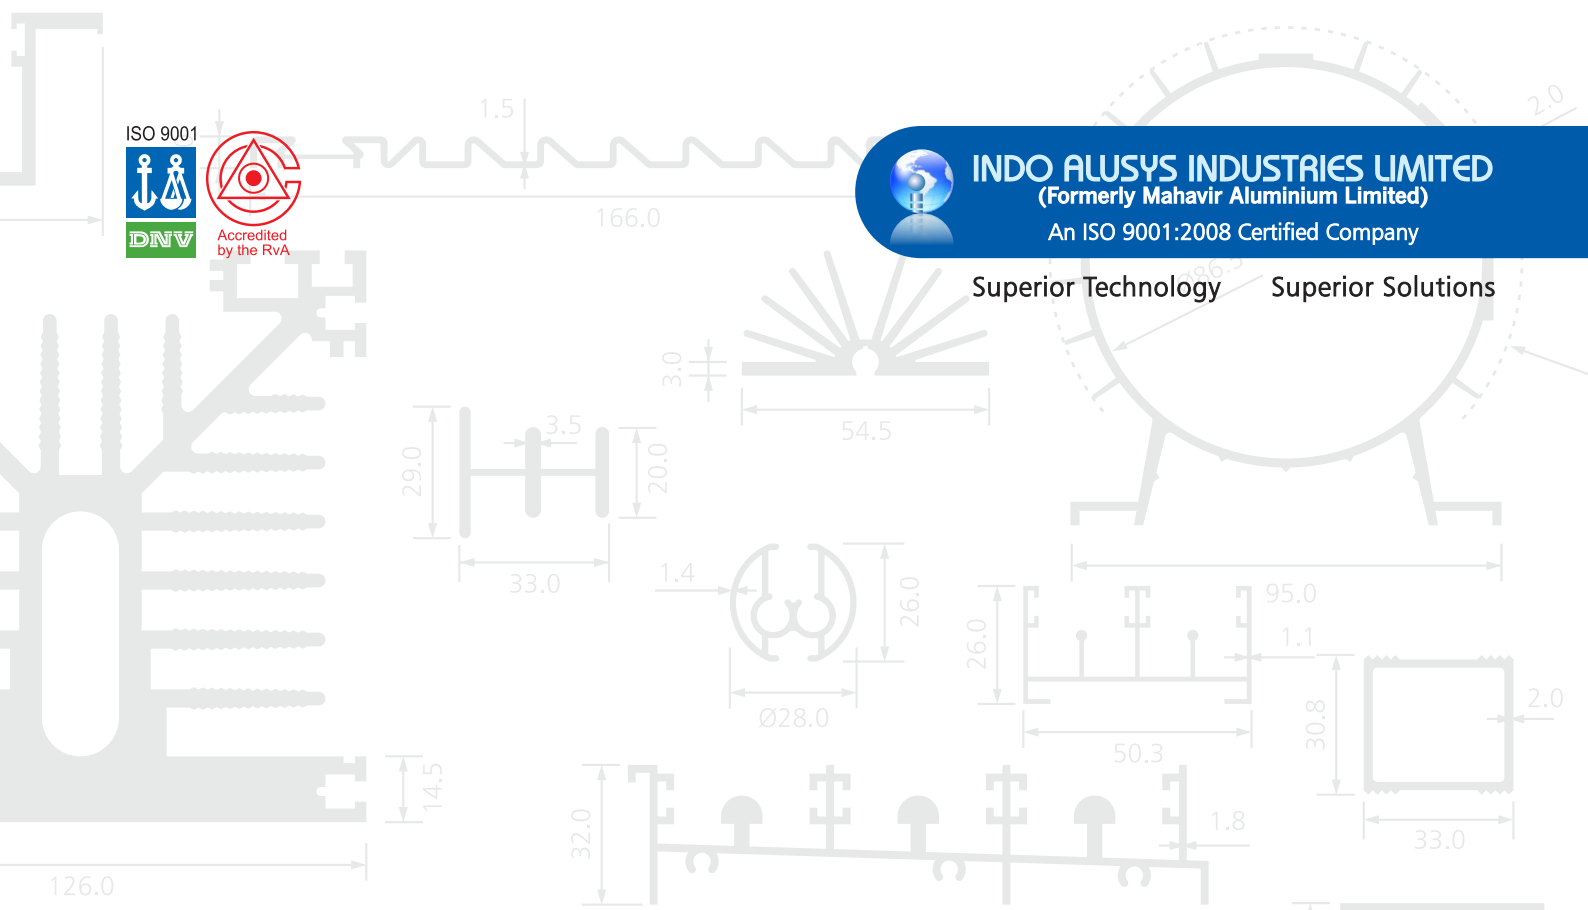 1.5
2.0
ISO 9001
DNV
Accredited
by the RvA
INDO ALUSYS INDUSTRIES LIMITED
(Formerly Mahavir Aluminium Limited)
An ISO 9001:2008 Certified Company
166.0
Superior Technology Superior Solutions
3.0
54.5
3.5
29.0
20.0
33.0
1.4
26.0
Ø28.0
95.0
26.0
1.1
50.3
30.8
2.0
33.0
14.5
32.0
1.8
126.0